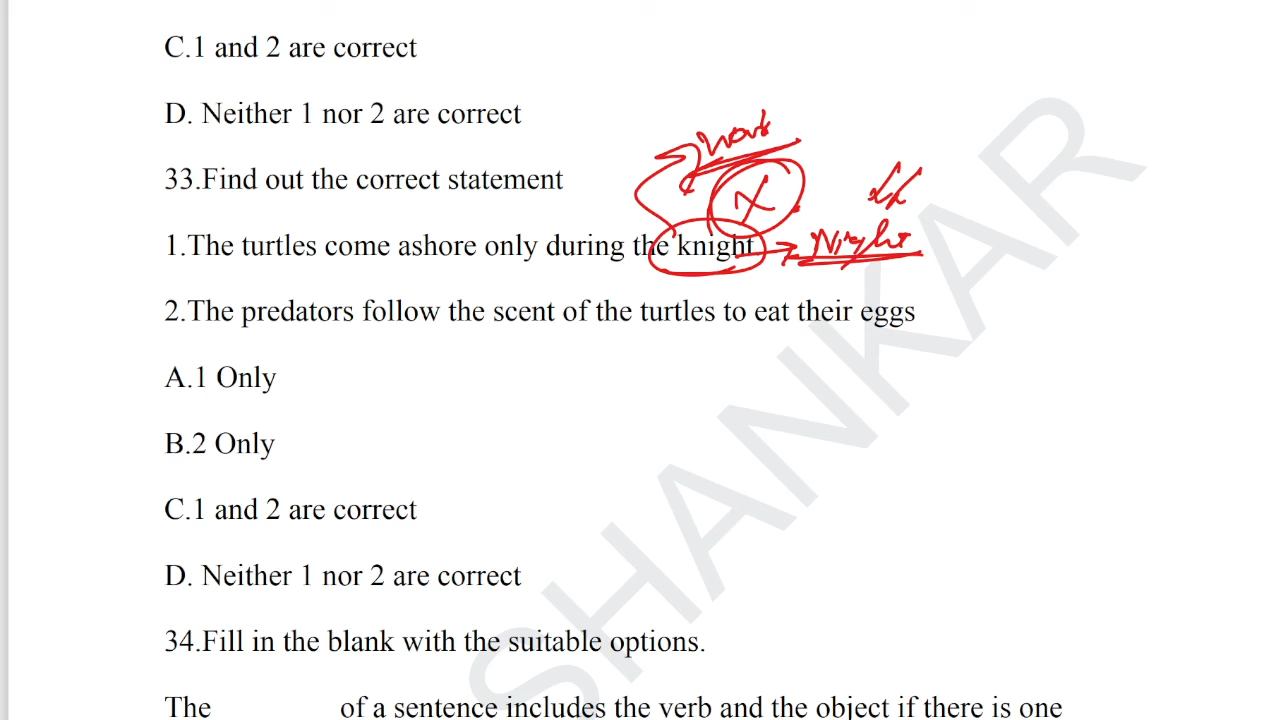 C.1 and 2 are correct
D. Neither 1 nor 2 are correct
33.Find out the correct statement
1.The turtles come ashore only during the knight Night
2.The predators follow the scent of the turtles to eat their eggs
A.1 Only
B.2 Only
C.1 and 2 are correct
D. Neither 1 nor 2 are correct
34.Fill in the blank with the suitable options.
The of a sentence includes the verb and the object if there is one
SHANKAR